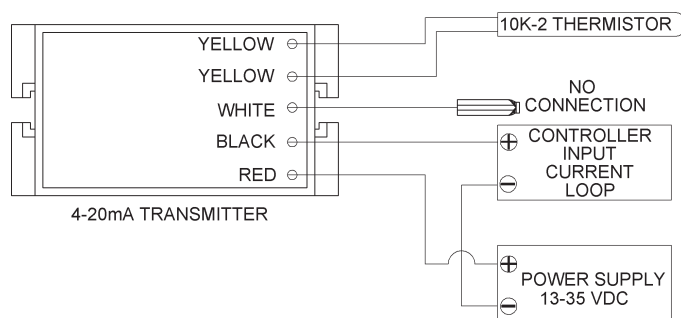 YELLOW
YELLOW
WHITE
BLACK
RED
4-20mA TRANSMITTER
10K-2 THERMISTOR
NO
CONNECTION
+ CONTROLLER
INPUT
CURRENT
- LOOP
+
POWER SUPPLY
13-35 VDC
-